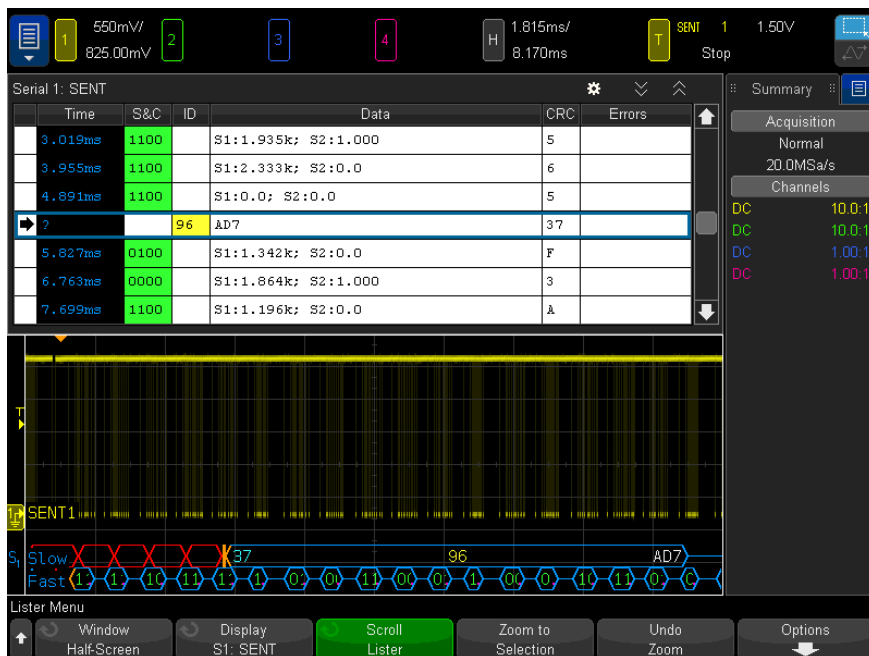 1 550mV/ 825.00mV 2 3 4 H 1.815ms/ 8.170ms T SENT 1 1.50V Stop
Serial 1: SENT
Summary
Time S&C ID Data CRC Errors
3.019ms 1100 S1:1.935k; S2:1.000 5
3.955ms 1100 S1:2.333k; S2:0.0 6
4.891ms 1100 S1:0.0; S2:0.0 5
? 96 AD7 37
5.827ms 0100 S1:1.342k; S2:0.0 F
6.763ms 0000 S1:1.864k; S2:1.000 3
7.699ms 1100 S1:1.196k; S2:0.0 A
Acquisition
Normal
20.0MSa/s
Channels
DC 10.0:1
DC 10.0:1
DC 1.00:1
DC 1.00:1
T
SENT1
S1 Slow 37 96 AD7
Fast
Lister Menu
Window Half-Screen
Display S1: SENT
Scroll Lister
Zoom to Selection
Undo Zoom
Options